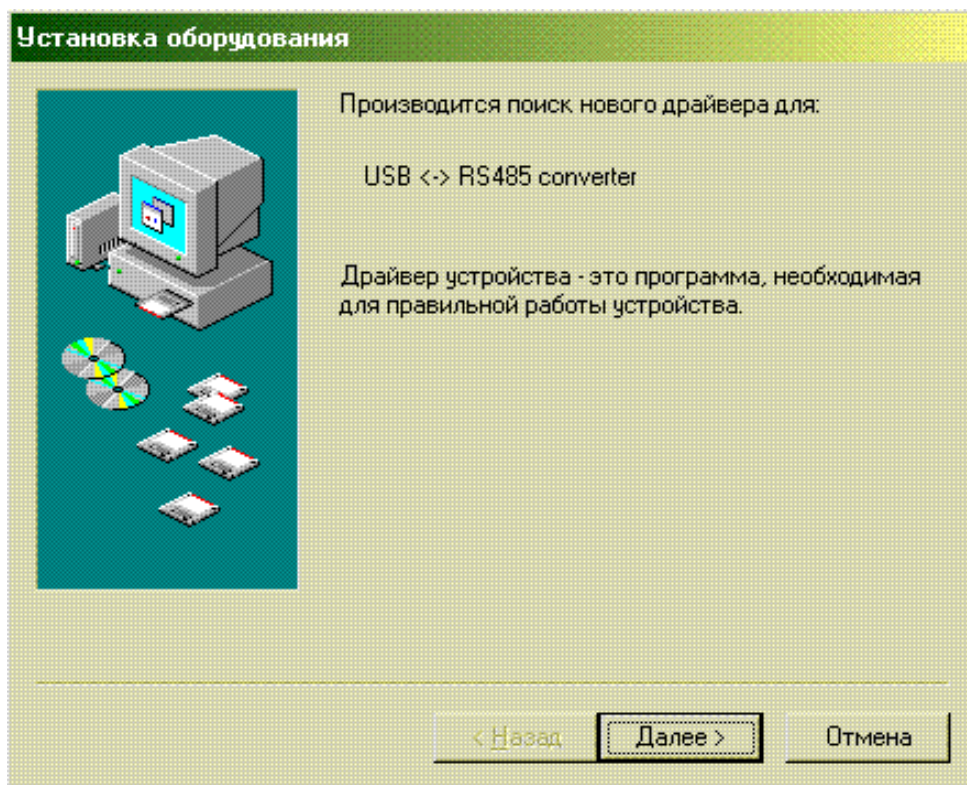 Установка оборудования
Производится поиск нового драйвера для:
USB <-> RS485 converter
Драйвер устройства - это программа, необходимая
для правильной работы устройства.
< Назад
Далее >
Отмена